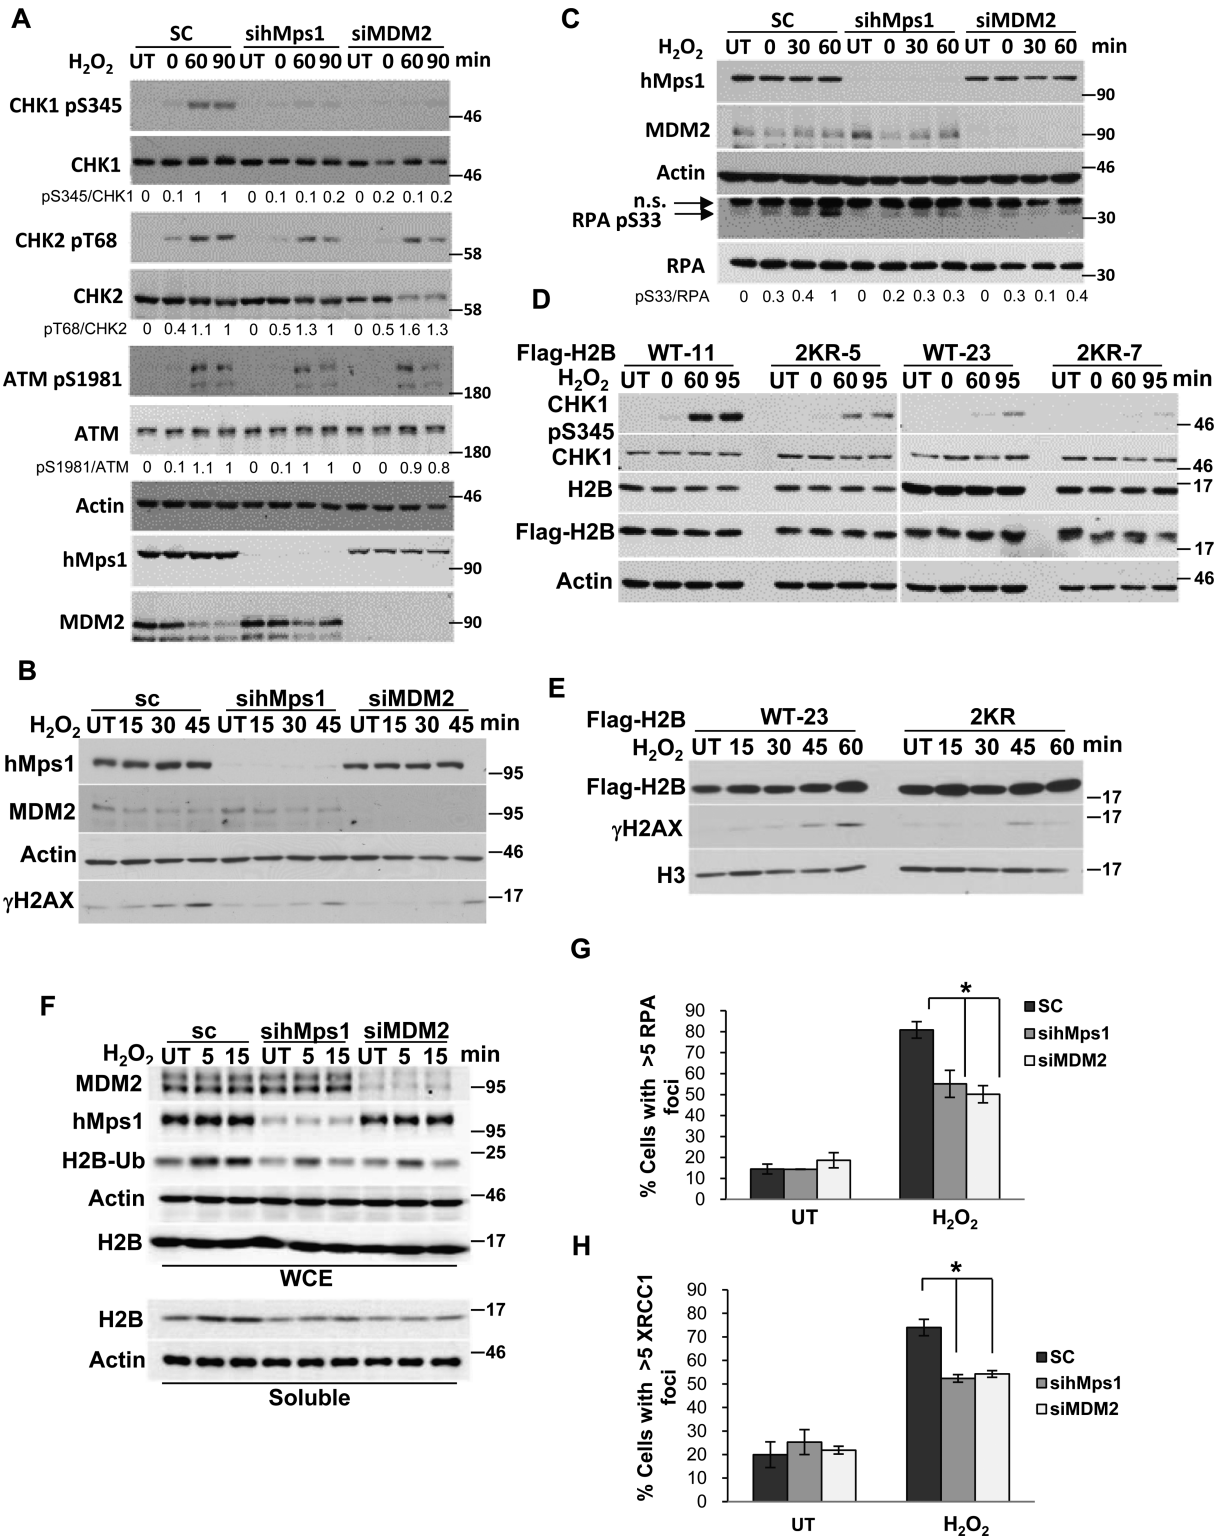 A
SC sihMps1 siMDM2
H2O2 UT 0 60 90 UT 0 60 90 UT 0 60 90 min
CHK1 pS345
46
CHK1
46
pS345/CHK1 0 0.1 1 1 0 0.1 0.1 0.2 0 0.2 0.1 0.2
CHK2 pT68
58
CHK2
58
pT68/CHK2 0 0.4 1.1 1 0 0.5 1.3 1 0 0.5 1.6 1.3
ATM pS1981
180
ATM
180
pS1981/ATM 0 0.1 1.1 1 0 0.1 1 1 0 0 0.9 0.8
Actin 46
hMps1 90
MDM2 90
B
sc sihMps1 siMDM2
H2O2 UT 15 30 45 UT 15 30 45 UT 15 30 45 min
hMps1 95
MDM2 95
Actin 46
γH2AX 17
C
SC sihMps1 siMDM2
H2O2 UT 0 30 60 UT 0 30 60 UT 0 30 60 min
hMps1
90
MDM2 90
Actin 46
n.s.
RPA pS33 30
RPA
30
pS33/RPA 0 0.3 0.4 1 0 0.2 0.3 0.3 0 0.3 0.1 0.4
D
Flag-H2B WT-11 2KR-5 WT-23 2KR-7
H2O2 UT 0 60 95 UT 0 60 95 UT 0 60 95 UT 0 60 95 min
CHK1
pS345 46
CHK1 46
H2B 17
Flag-H2B 17
Actin 46
E
Flag-H2B WT-23 2KR
H2O2 UT 15 30 45 60 UT 15 30 45 60 min
Flag-H2B 17
γH2AX 17
H3 17
F
sc sihMps1 siMDM2
H2O2 UT 5 15 UT 5 15 UT 5 15 min
MDM2 95
hMps1 95
H2B-Ub 25
Actin 46
H2B 17
WCE
H2B 17
Actin 46
Soluble
G
% Cells with >5 RPA
foci
90
80
70
60
50
40
30
20
10
0
*
SC
sihMps1
siMDM2
UT H2O2
H
% Cells with >5 XRCC1
foci
90
80
70
60
50
40
30
20
10
0
*
SC
sihMps1
siMDM2
UT H2O2